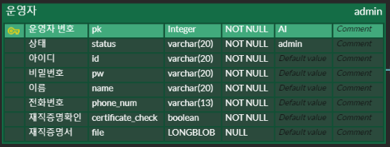 운영자 admin
운영자 번호 pk Integer NOT NULL AI Comment
상태 status varchar(20) NOT NULL admin Comment
아이디 id varchar(20) NOT NULL Default value Comment
비밀번호 pw varchar(20) NOT NULL Default value Comment
이름 name varchar(20) NOT NULL Default value Comment
전화번호 phone_num varchar(13) NOT NULL Default value Comment
재직증명확인 certificate_check boolean NOT NULL Default value Comment
재직증명서 file LONGBLOB NULL Default value Comment